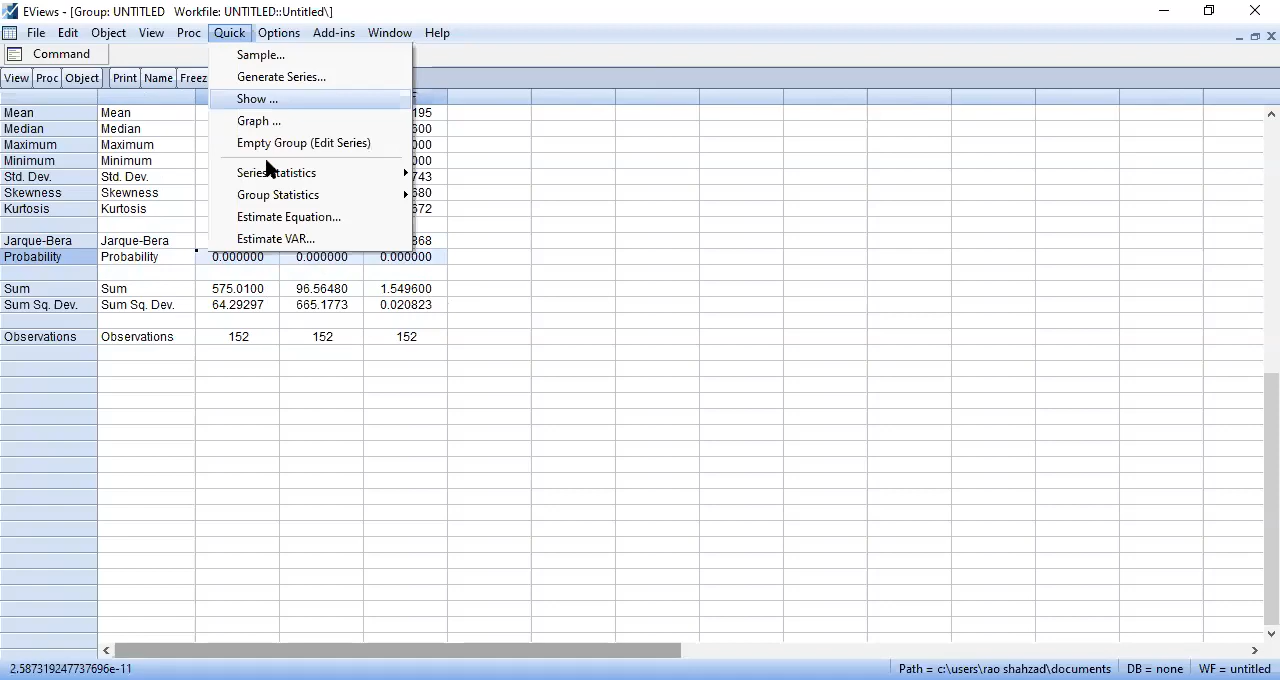 EViews - [Group: UNTITLED   Workfile: UNTITLED::Untitled\]
File Edit Object View Proc Quick Options Add-ins Window Help
Command
View Proc Object Print Name Freez
Sample...
Generate Series...
Show ...
Graph ...
Empty Group (Edit Series)
Group Statistics
Estimate Equation...
Estimate VAR...
Mean Mean 195
Median Median 600
Maximum Maximum 000
Minimum Minimum 000
Std. Dev. Std. Dev. 743
Skewness Skewness 680
Kurtosis Kurtosis 672
Jarque-Bera Jarque-Bera 868
Probability Probability 0.000000 0.000000 0.000000
Sum Sum 575.0100 96.56480 1.549600
Sum Sq. Dev. Sum Sq. Dev. 64.29297 665.1773 0.020823
Observations Observations 152 152 152
2.587319247737696e-11
Path = c:\users\rao shahzad\documents DB = none WF = untitled